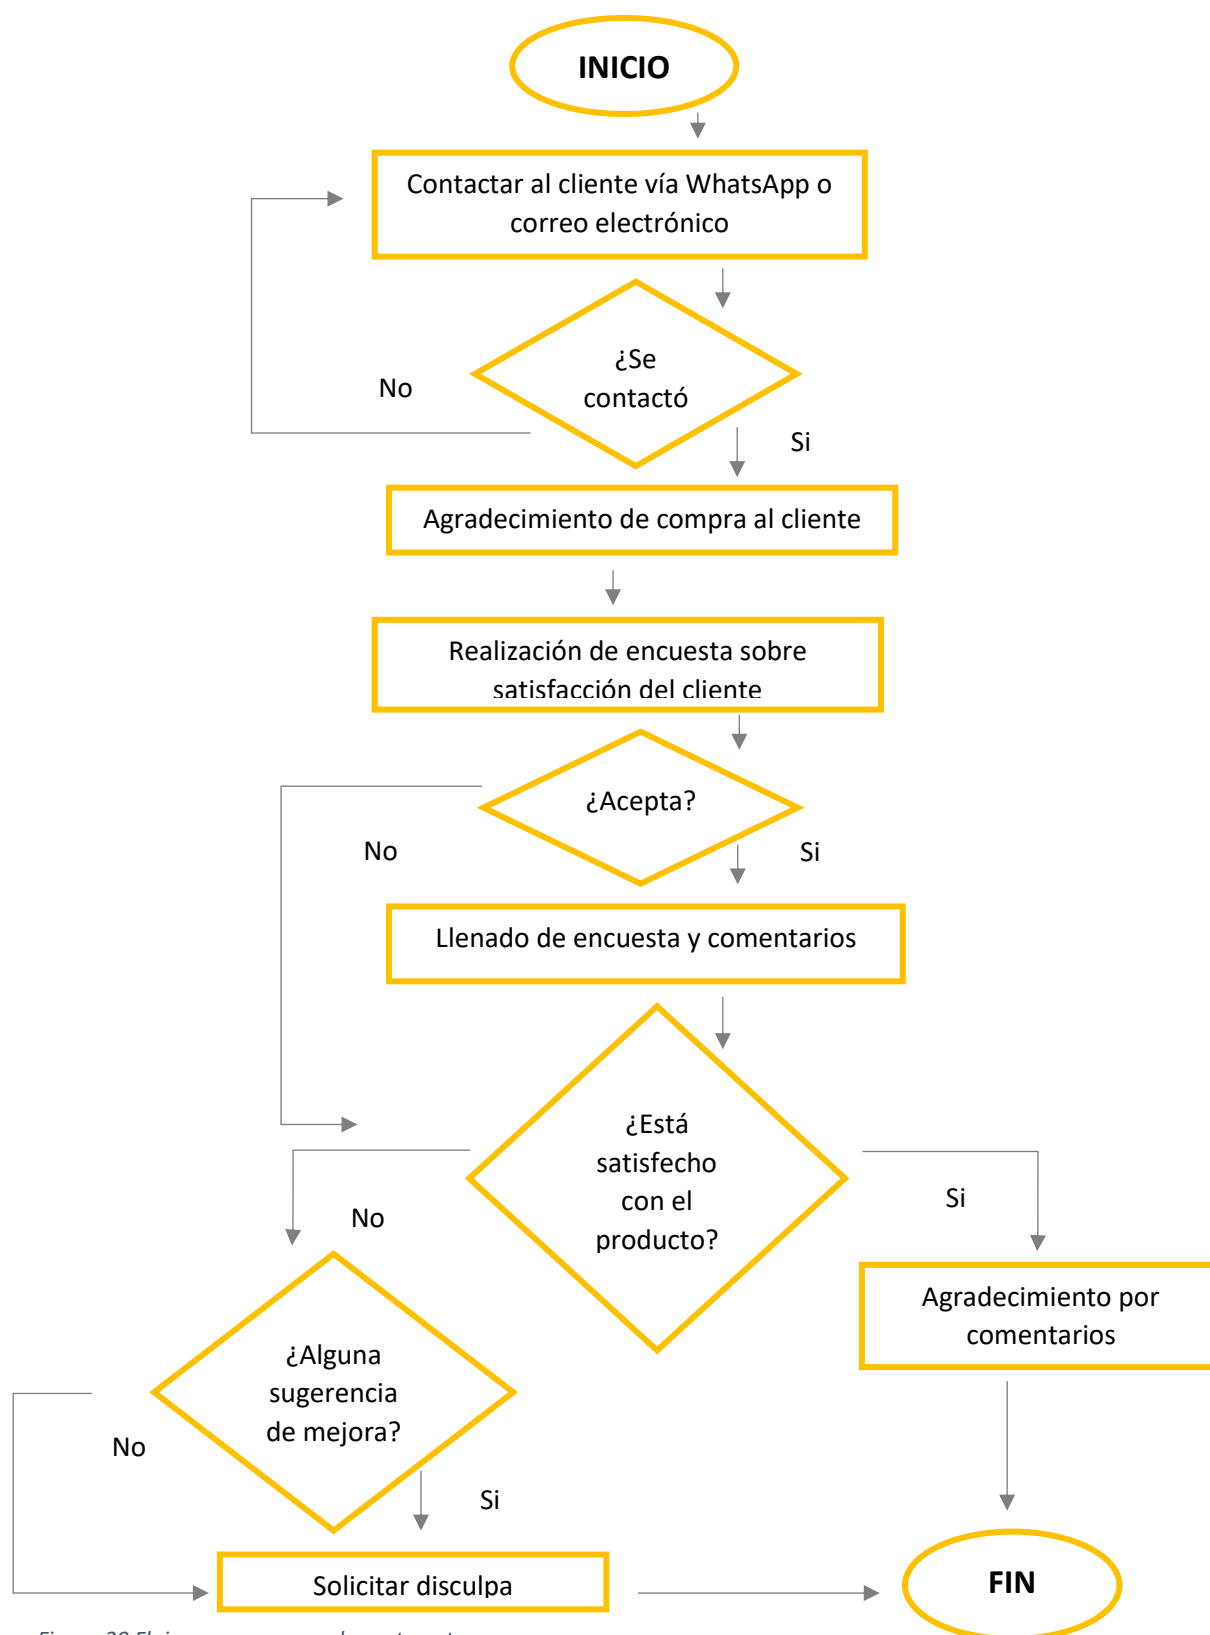 INICIO
Contactar al cliente vía WhatsApp o
correo electrónico
¿Se
contactó
No
Si
Agradecimiento de compra al cliente
Realización de encuesta sobre
satisfacción del cliente
¿Acepta?
No
Si
Llenado de encuesta y comentarios
¿Está
satisfecho
con el
producto?
No
Si
Agradecimiento por
comentarios
¿Alguna
sugerencia
de mejora?
No
Si
Solicitar disculpa
FIN